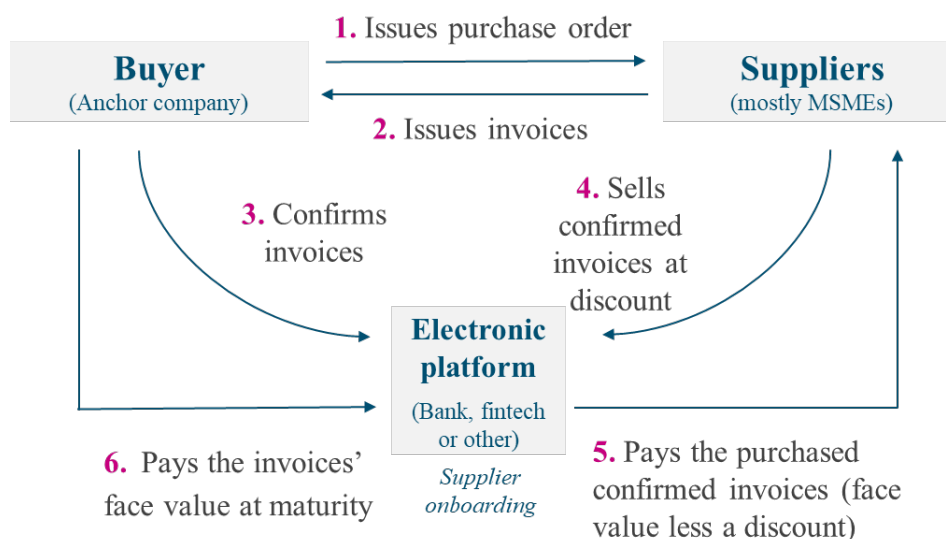 1. Issues purchase order
Buyer
(Anchor company)
Suppliers
(mostly MSMEs)
2. Issues invoices
3. Confirms
invoices
4. Sells
confirmed
invoices at
discount
Electronic
platform
(Bank, fintech
or other)
Supplier
onboarding
6. Pays the invoices’
face value at maturity
5. Pays the purchased
confirmed invoices (face
value less a discount)